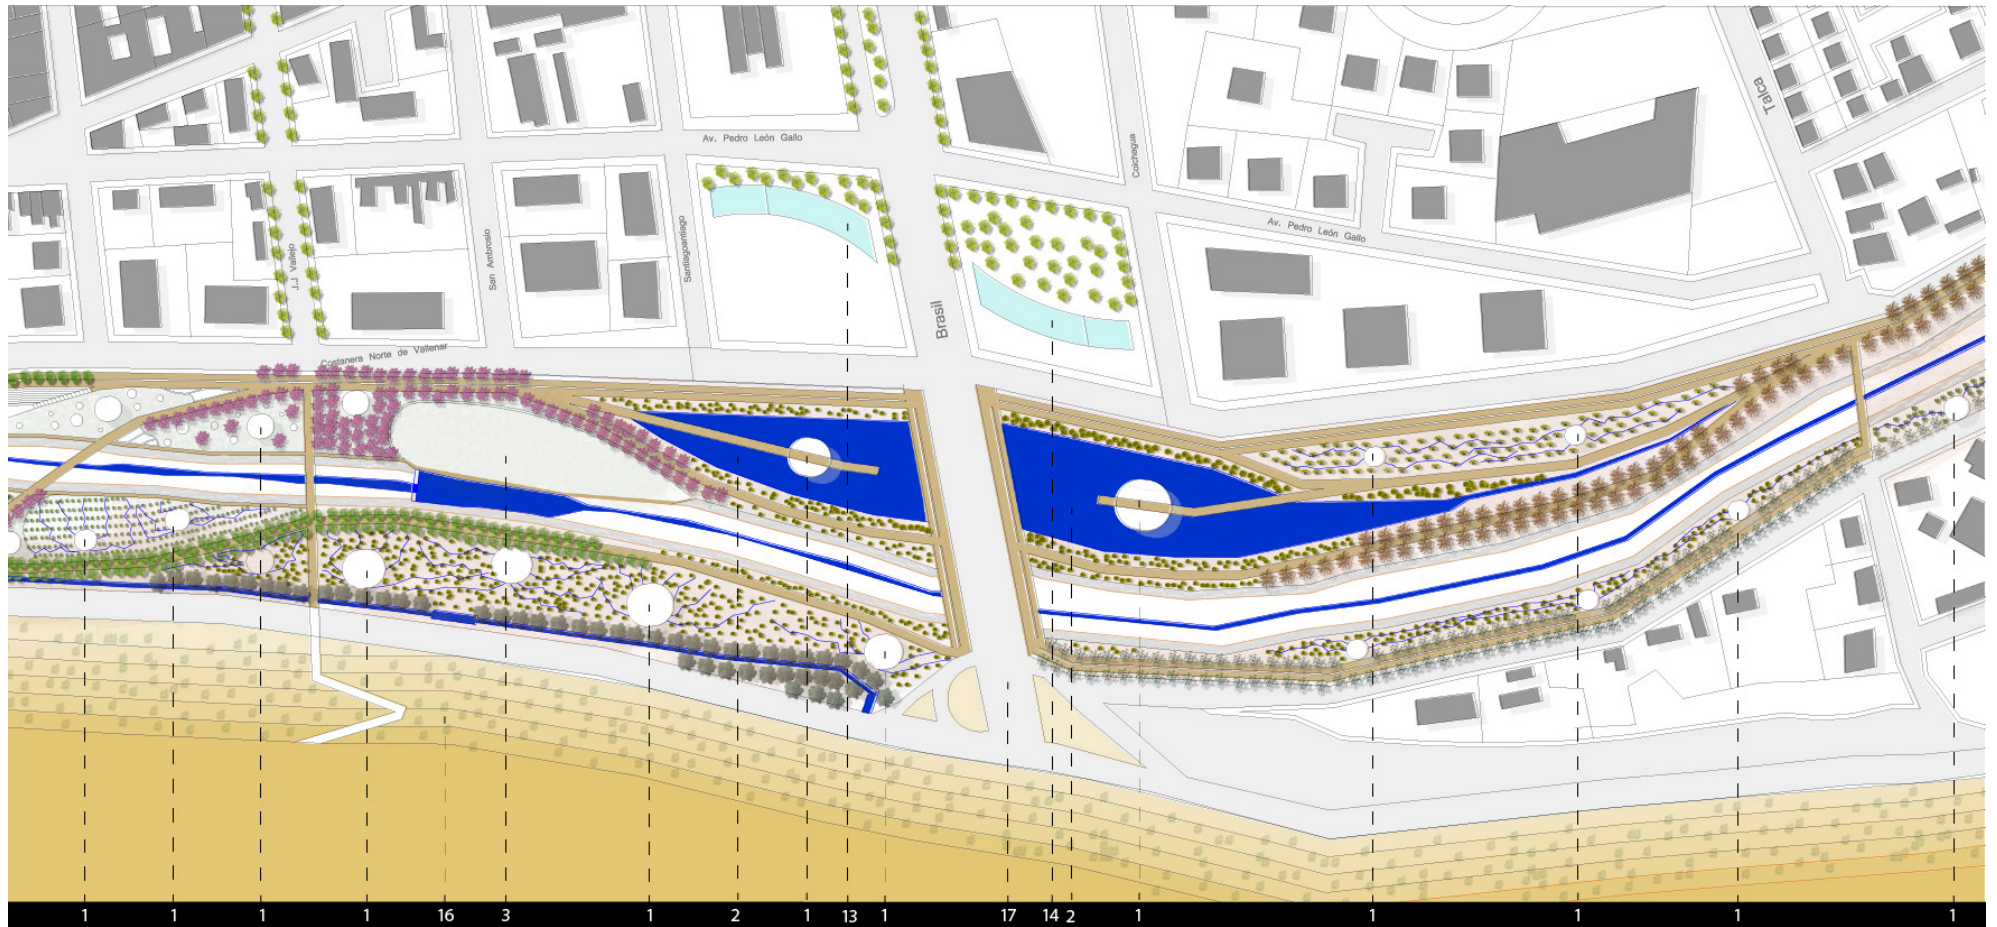 Talca
Av. Pedro León Gallo
Colchagua
Av. Pedro León Gallo
J.J Vallejo
San Ambrosio
Santiagoantiago
Brasil
Costanera Norte de Vallenar
1 1 1 1 16 3 1 2 1 13 1 17 14 2 1 1 1 1 1